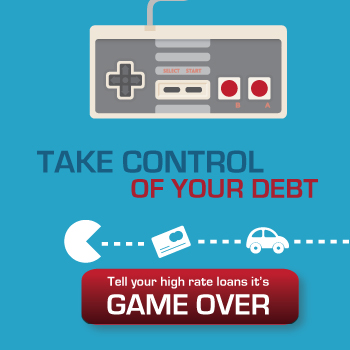 SELECT START
B A
TAKE CONTROL
OF YOUR DEBT
Tell your high rate loans it's
GAME OVER